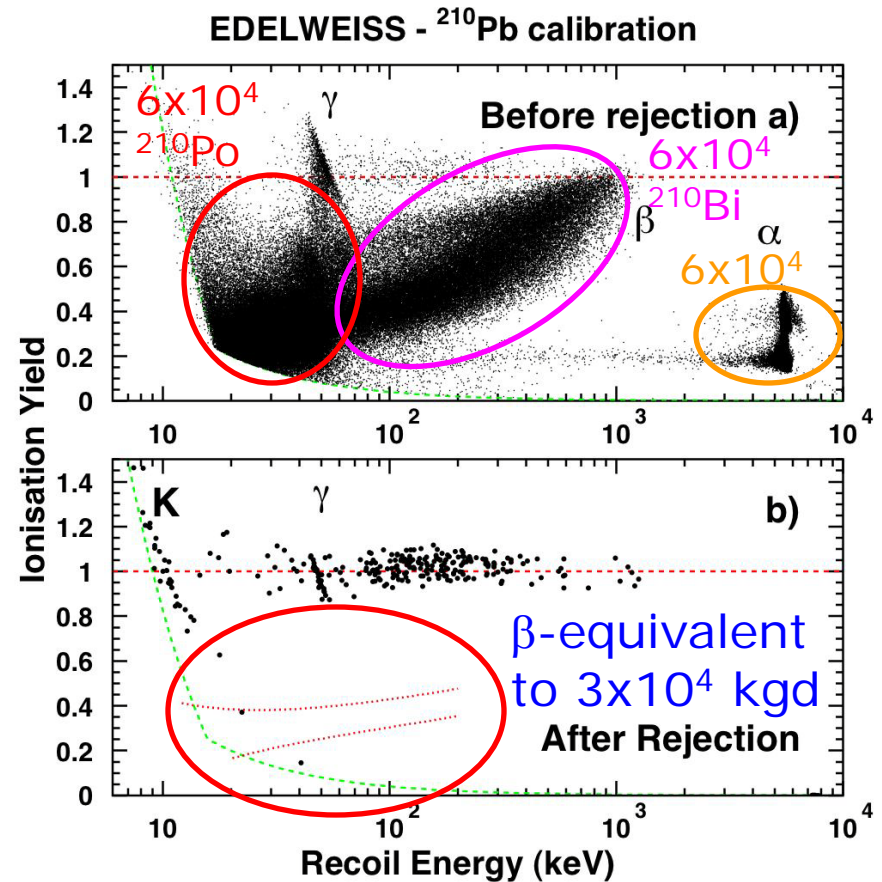 EDELWEISS - ²¹⁰Pb calibration
Ionisation Yield
1.4
1.2
1
0.8
0.6
0.4
0.2
0
6x10⁴
²¹⁰Po
γ
Before rejection a)
6x10⁴
²¹⁰Bi
β
α
6x10⁴
10
10²
10³
10⁴
1.4
1.2
1
0.8
0.6
0.4
0.2
0
K
γ
b)
β-equivalent
to 3x10⁴ kgd
After Rejection
10
10²
10³
10⁴
Recoil Energy (keV)